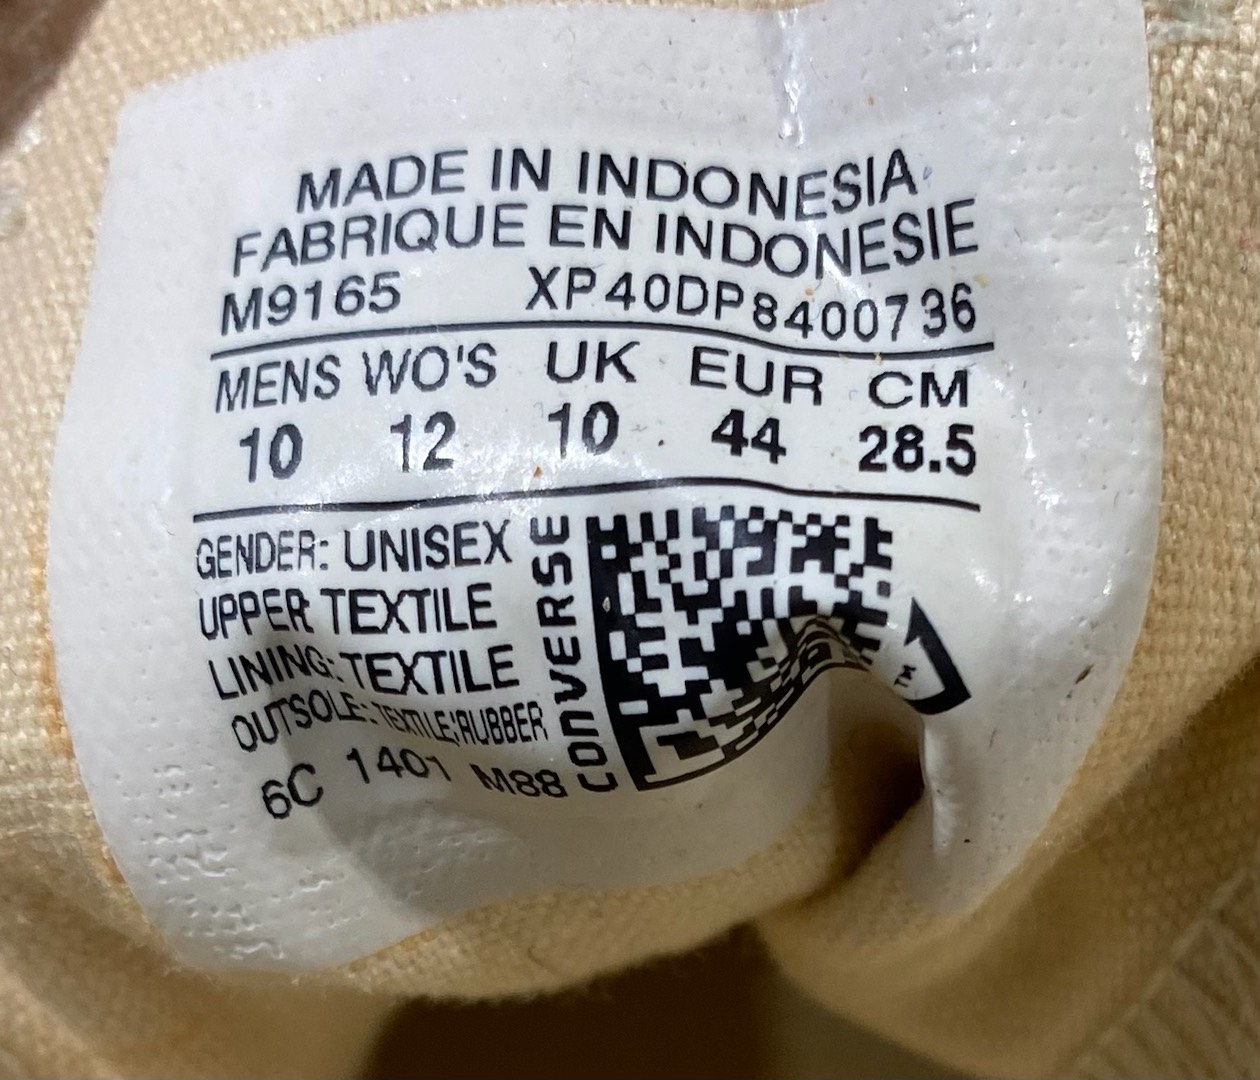 MADE IN INDONESIA
FABRIQUE EN INDONESIE
M9165 XP40DP8400736
MENS WO'S UK EUR CM
10 12 10 44 28.5
GENDER: UNISEX
UPPER TEXTILE
LINING: TEXTILE
OUTSOLE: TEXTILE;RUBBER
6C 1401 M88
CONVERSE
TM